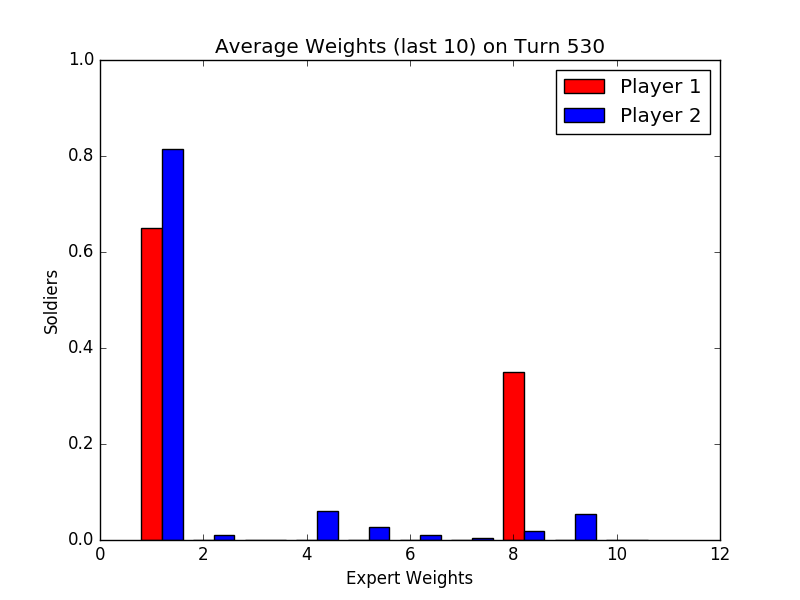 Average Weights (last 10) on Turn 530
1.0
0.8
0.6
0.4
0.2
0.0
Soldiers
Player 1
Player 2
0 2 4 6 8 10 12
Expert Weights